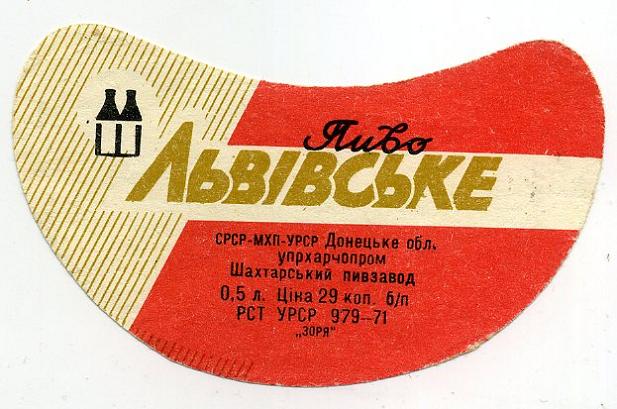 Пиво
Львівське
Ш
СРСР-МХП-УРСР Донецьке обл.
упрхарчопром
Шахтарський пивзавод
0,5 л. Ціна 29 коп. б/п
РСТ УРСР 979—71
„ЗОРЯ"